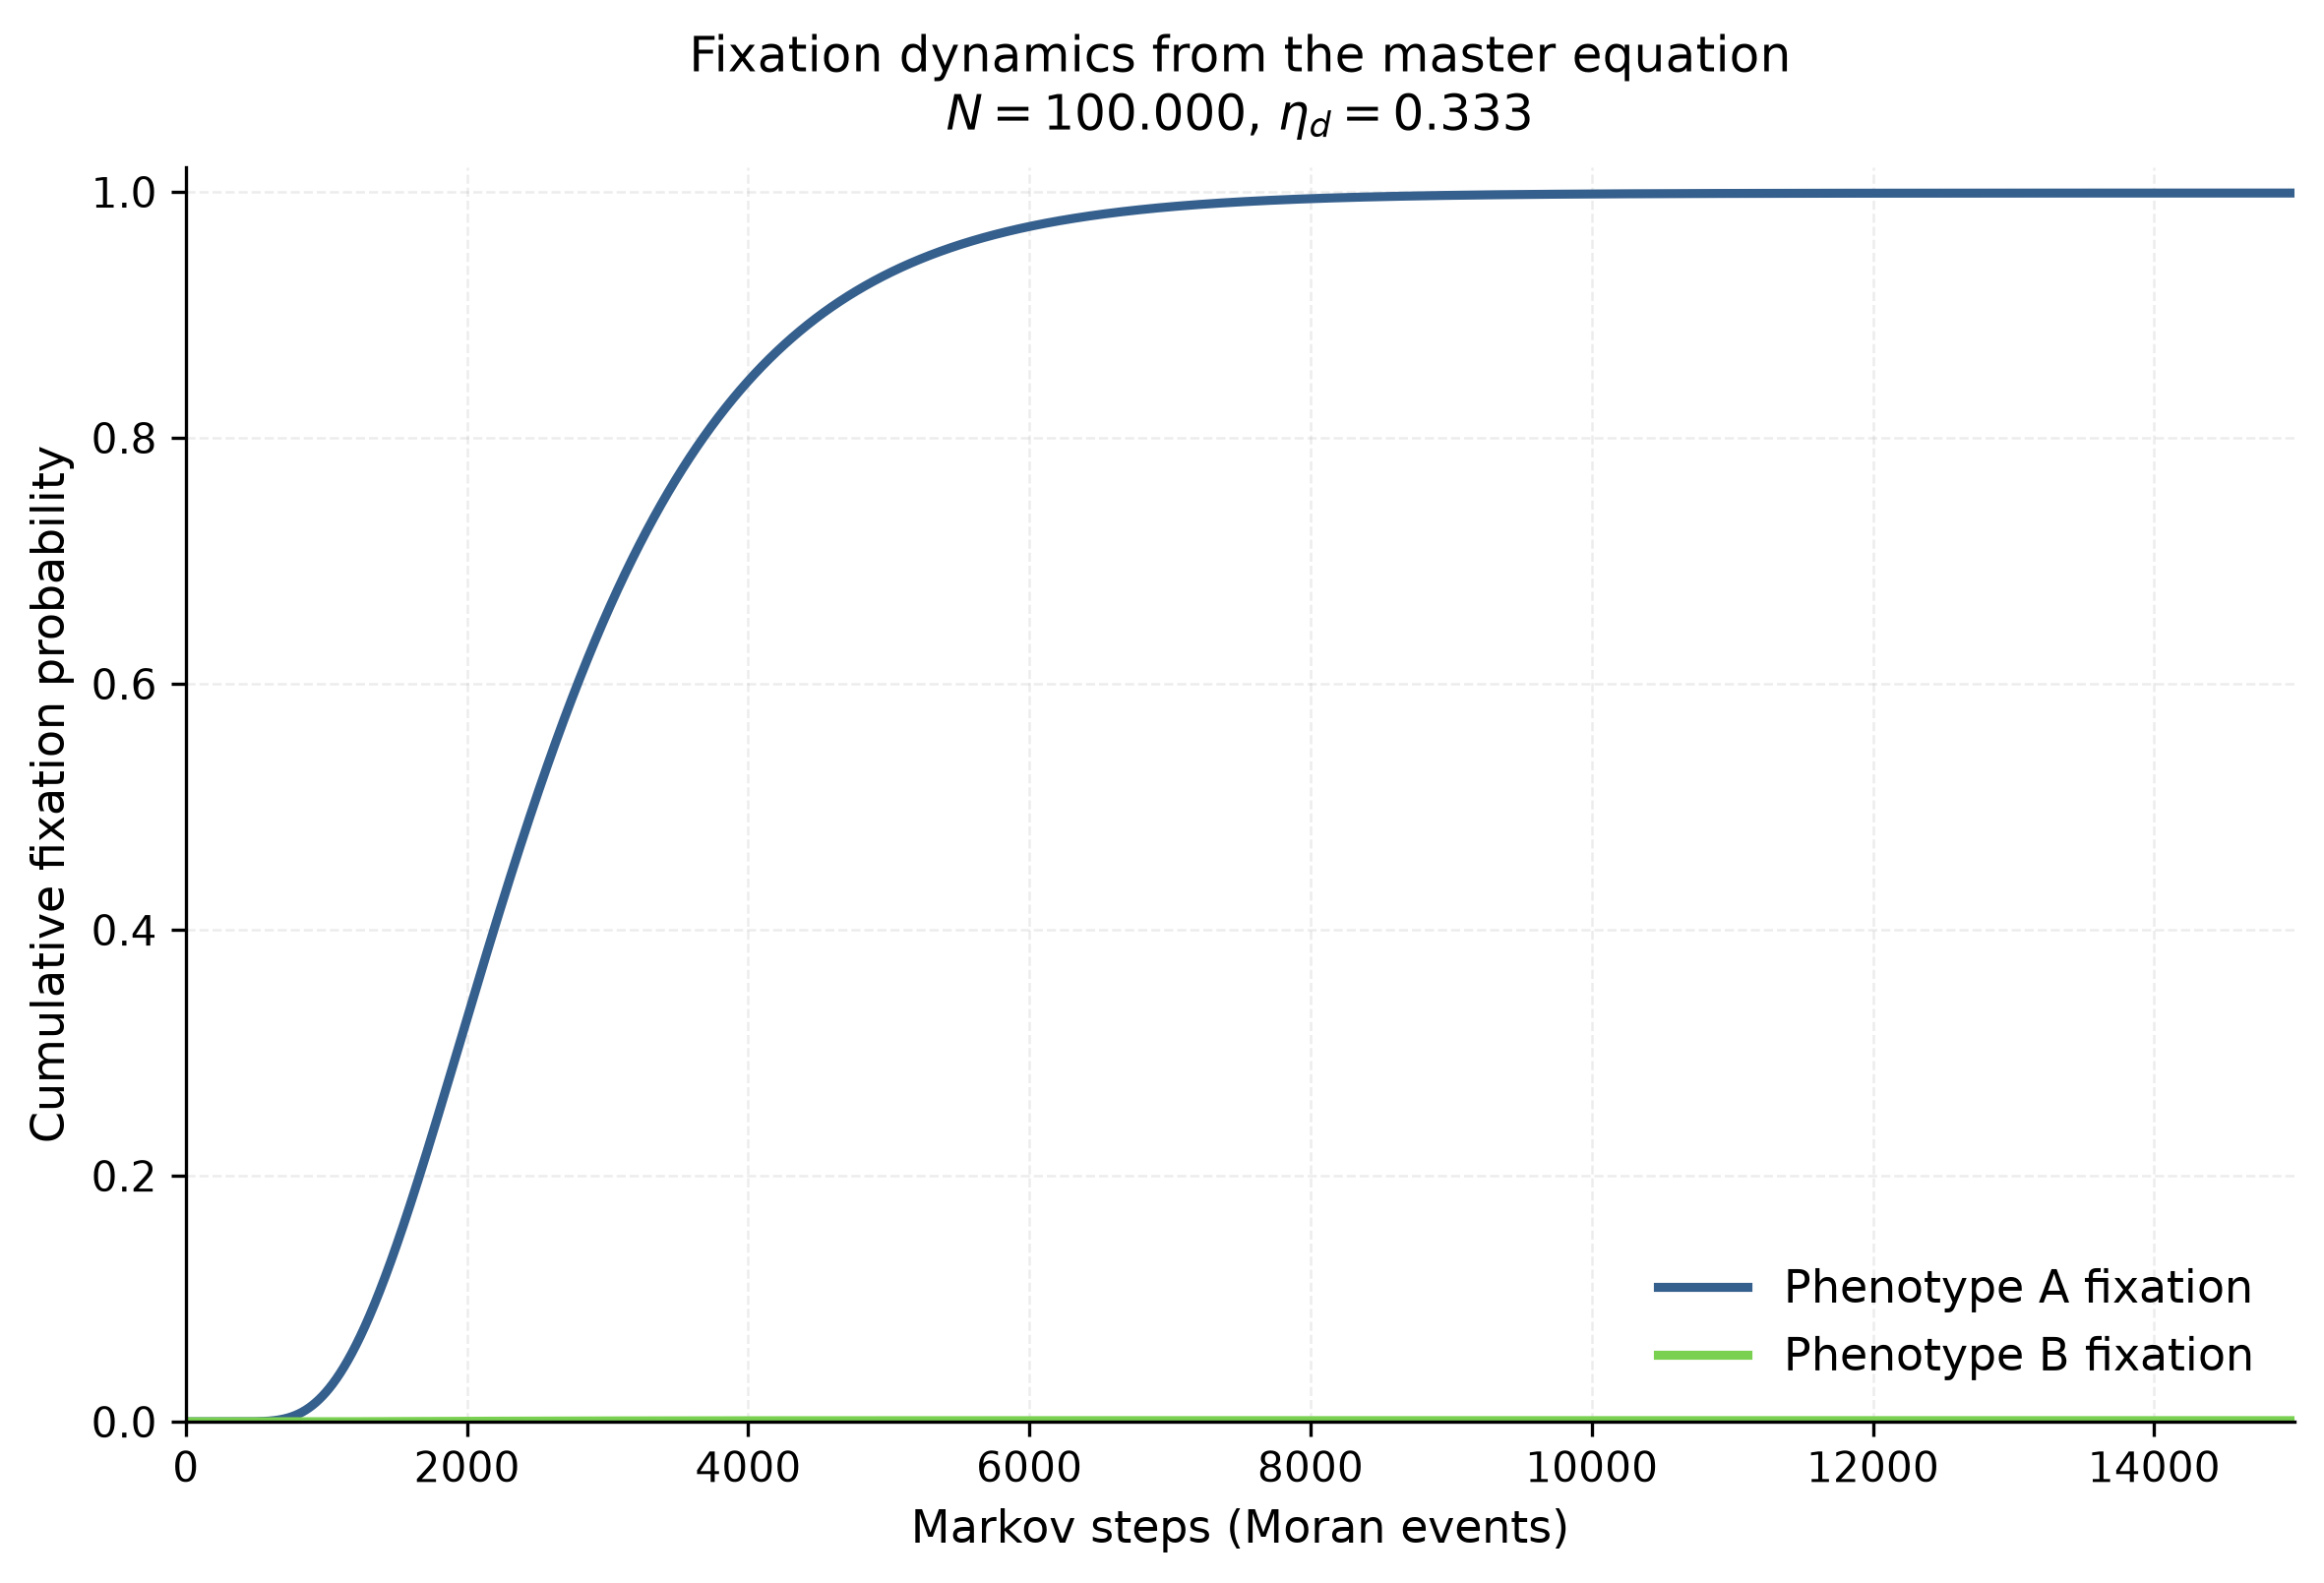 Fixation dynamics from the master equation
N = 100.000, η_d = 0.333
Cumulative fixation probability
1.0
0.8
0.6
0.4
0.2
0.0
0 2000 4000 6000 8000 10000 12000 14000
Phenotype A fixation
Phenotype B fixation
Markov steps (Moran events)